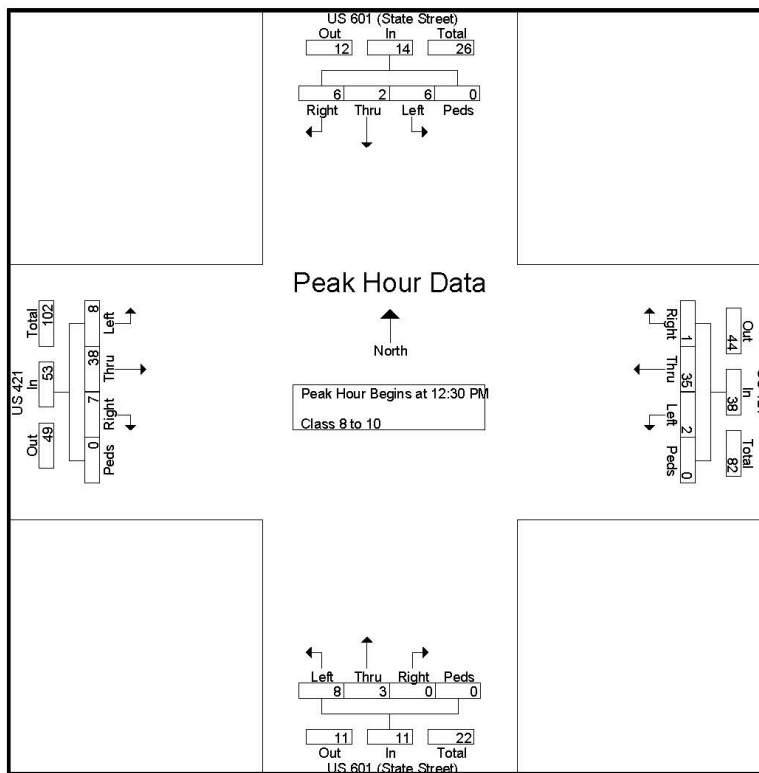 US 601 (State Street)
Out In Total
12 14 26
6 2 6 0
Right Thru Left Peds
Peak Hour Data
North
Peak Hour Begins at 12:30 PM
Class 8 to 10
US 421
Out In Total
49 53 102
Left Thru Right Peds
8 38 7 0
Out In Total
44 38 82
Right Thru Left Peds
1 35 2 0
Left Thru Right Peds
8 3 0 0
11 11 22
Out In Total
US 601 (State Street)